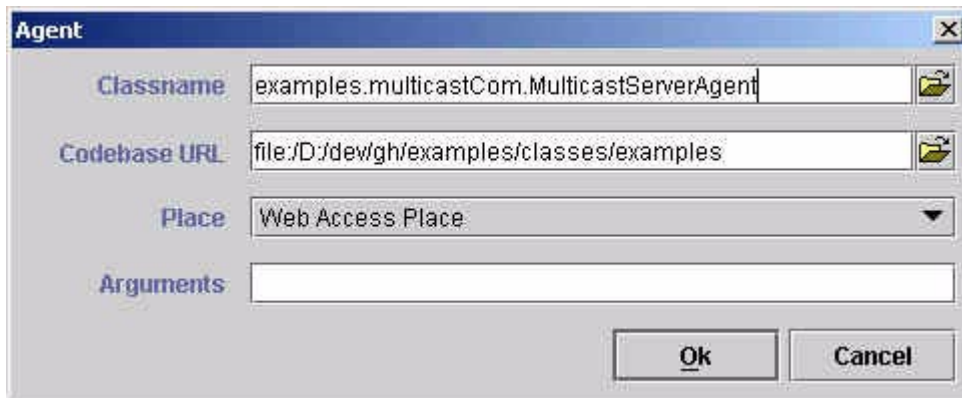 Agent
Classname examples.multicastCom.MulticastServerAgent
Codebase URL file:/D:/dev/gh/examples/classes/examples
Place Web Access Place
Arguments
Ok Cancel